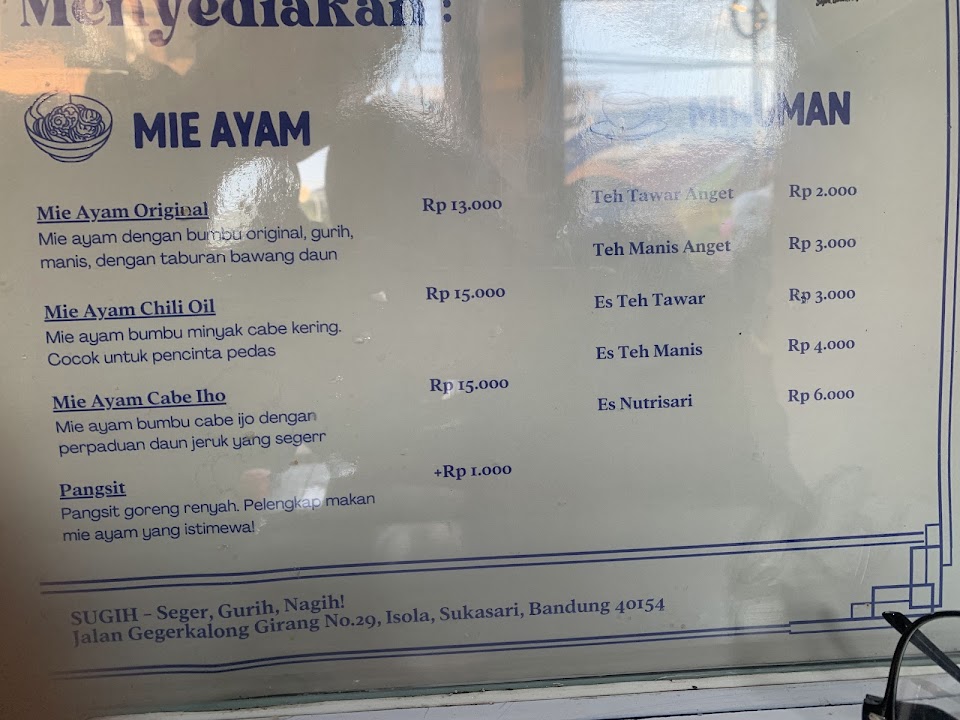 Menyediakan :
MIE AYAM
Mie Ayam Original Rp 13.000
Mie ayam dengan bumbu original, gurih,
manis, dengan taburan bawang daun
Mie Ayam Chili Oil Rp 15.000
Mie ayam bumbu minyak cabe kering.
Cocok untuk pencinta pedas
Mie Ayam Cabe Iho Rp 15.000
Mie ayam bumbu cabe ijo dengan
perpaduan daun jeruk yang segerr
Pangsit +Rp 1.000
Pangsit goreng renyah. Pelengkap makan
mie ayam yang istimewa!
MINUMAN
Teh Tawar Anget Rp 2.000
Teh Manis Anget Rp 3.000
Es Teh Tawar Rp 3.000
Es Teh Manis Rp 4.000
Es Nutrisari Rp 6.000
SUGIH – Seger, Gurih, Nagih!
Jalan Gegerkalong Girang No.29, Isola, Sukasari, Bandung 40154